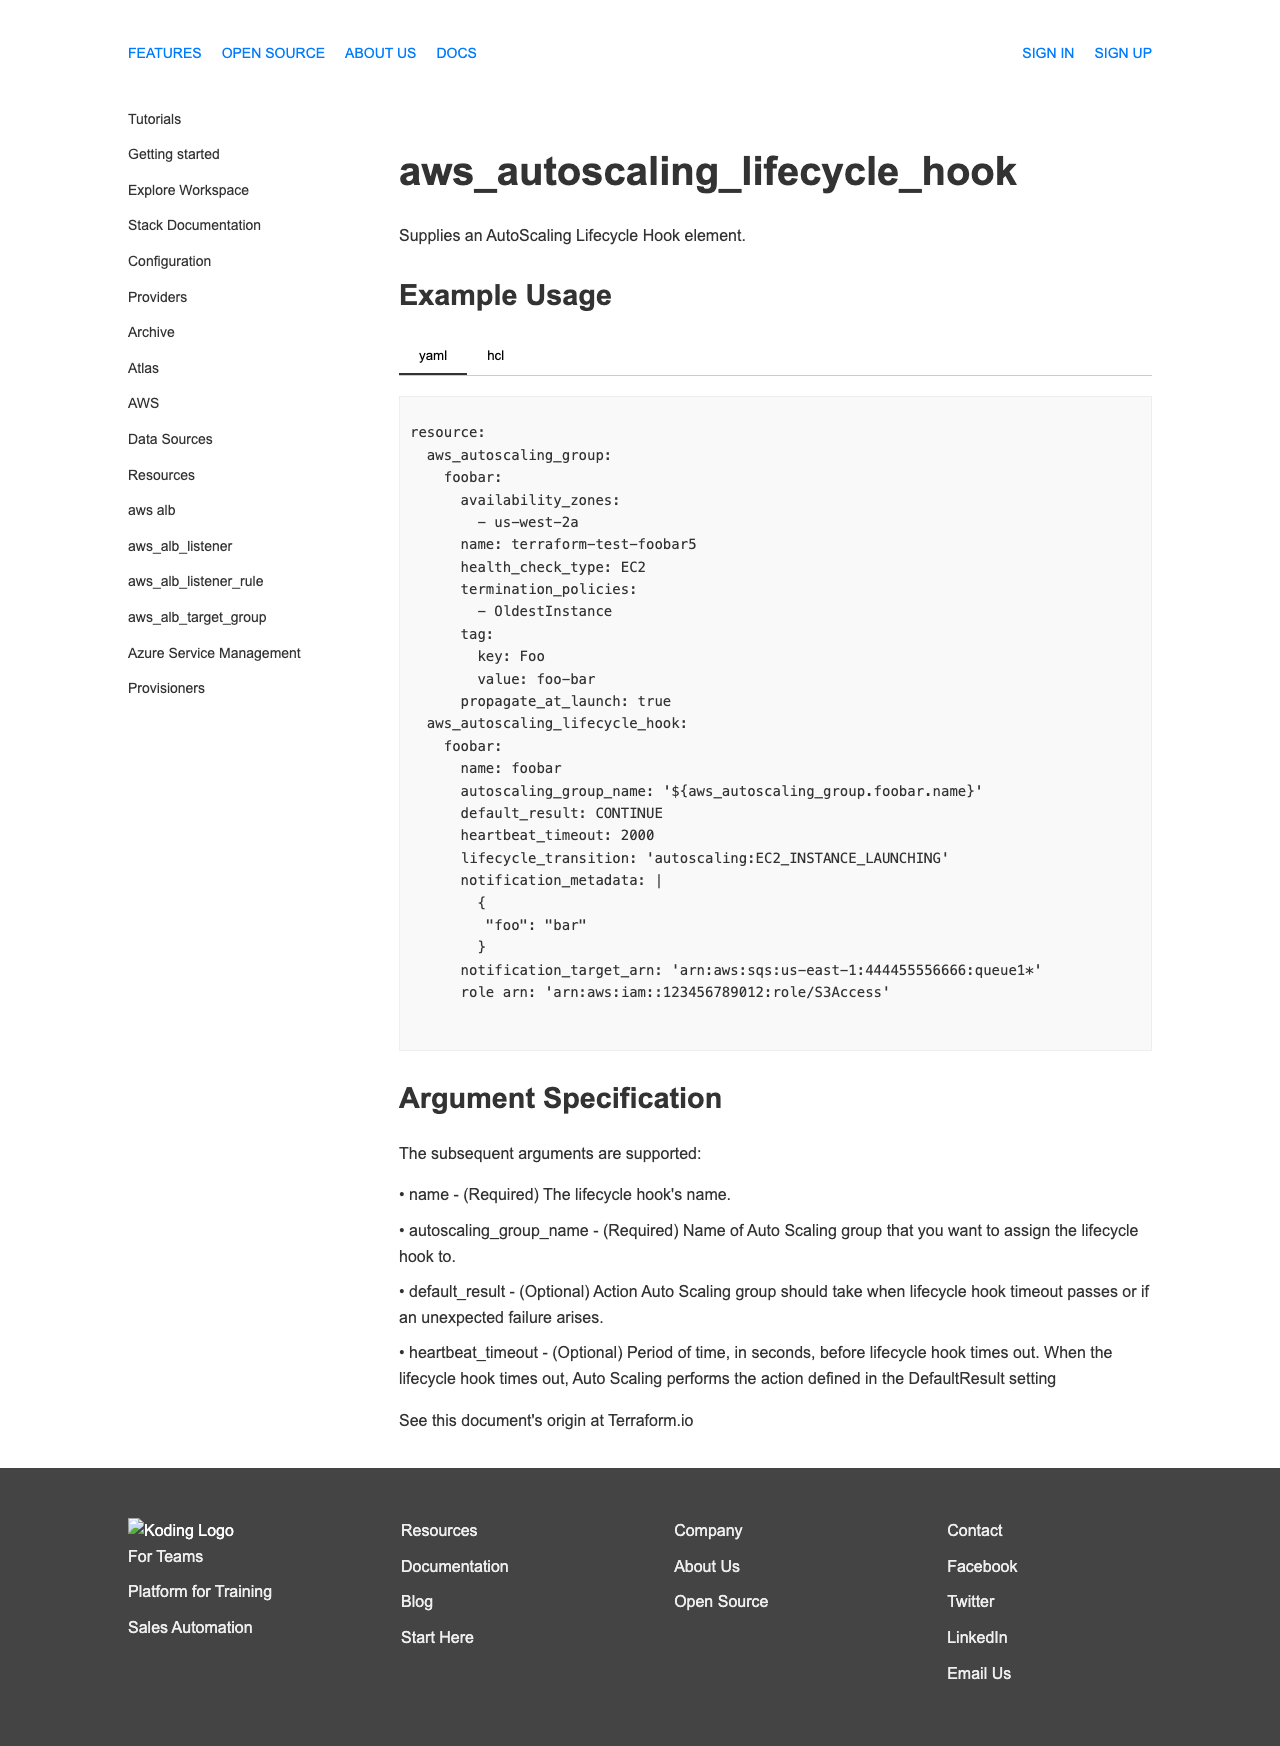 FEATURES OPEN SOURCE ABOUT US DOCS SIGN IN SIGN UP
Tutorials
Getting started
Explore Workspace
Stack Documentation
Configuration
Providers
Archive
Atlas
AWS
Data Sources
Resources
aws alb
aws_alb_listener
aws_alb_listener_rule
aws_alb_target_group
Azure Service Management
Provisioners
aws_autoscaling_lifecycle_hook
Supplies an AutoScaling Lifecycle Hook element.
Example Usage
yaml hcl
resource:
  aws_autoscaling_group:
    foobar:
      availability_zones:
        - us-west-2a
      name: terraform-test-foobar5
      health_check_type: EC2
      termination_policies:
        - OldestInstance
      tag:
        key: Foo
        value: foo-bar
      propagate_at_launch: true
  aws_autoscaling_lifecycle_hook:
    foobar:
      name: foobar
      autoscaling_group_name: '${aws_autoscaling_group.foobar.name}'
      default_result: CONTINUE
      heartbeat_timeout: 2000
      lifecycle_transition: 'autoscaling:EC2_INSTANCE_LAUNCHING'
      notification_metadata: |
        {
         "foo": "bar"
        }
      notification_target_arn: 'arn:aws:sqs:us-east-1:444455556666:queue1*'
      role arn: 'arn:aws:iam::123456789012:role/S3Access'
Argument Specification
The subsequent arguments are supported:
• name - (Required) The lifecycle hook's name.
• autoscaling_group_name - (Required) Name of Auto Scaling group that you want to assign the lifecycle
hook to.
• default_result - (Optional) Action Auto Scaling group should take when lifecycle hook timeout passes or if
an unexpected failure arises.
• heartbeat_timeout - (Optional) Period of time, in seconds, before lifecycle hook times out. When the
lifecycle hook times out, Auto Scaling performs the action defined in the DefaultResult setting
See this document's origin at Terraform.io
Koding Logo
For Teams
Platform for Training
Sales Automation
Resources
Documentation
Blog
Start Here
Company
About Us
Open Source
Contact
Facebook
Twitter
LinkedIn
Email Us